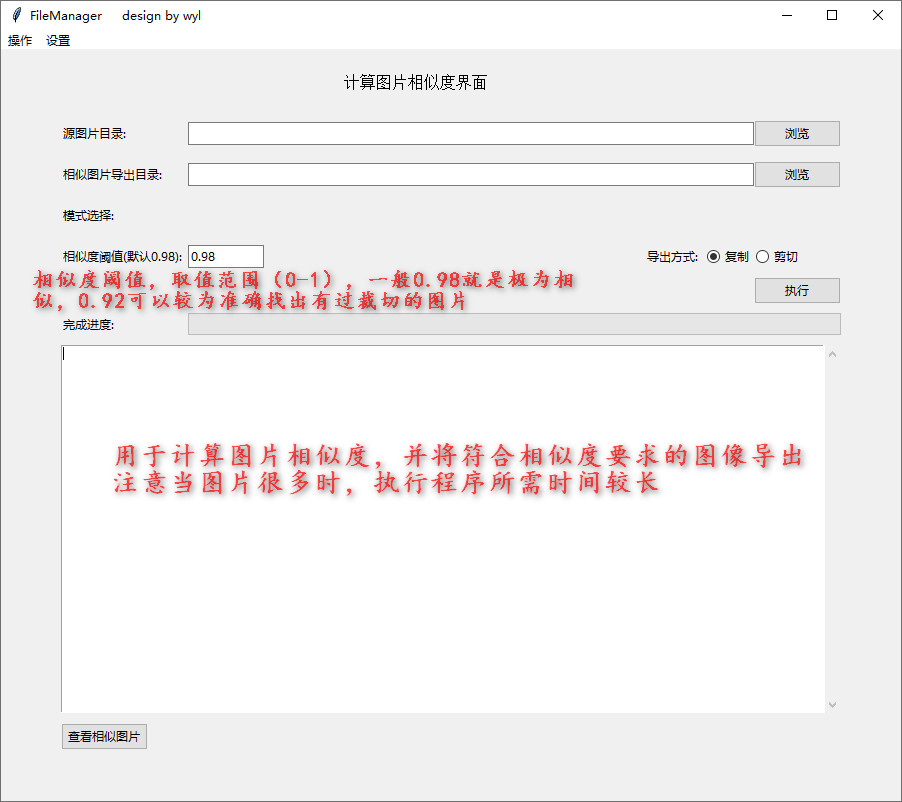 FileManager design by wyl
操作 设置
计算图片相似度界面
源图片目录: 浏览
相似图片导出目录: 浏览
模式选择:
相似度阈值(默认0.98): 0.98 导出方式: 复制 剪切
相似度阈值，取值范围（0-1），一般0.98就是极为相
似，0.92可以较为准确找出有过裁切的图片
执行
完成进度:
用于计算图片相似度，并将符合相似度要求的图像导出
注意当图片很多时，执行程序所需时间较长
查看相似图片